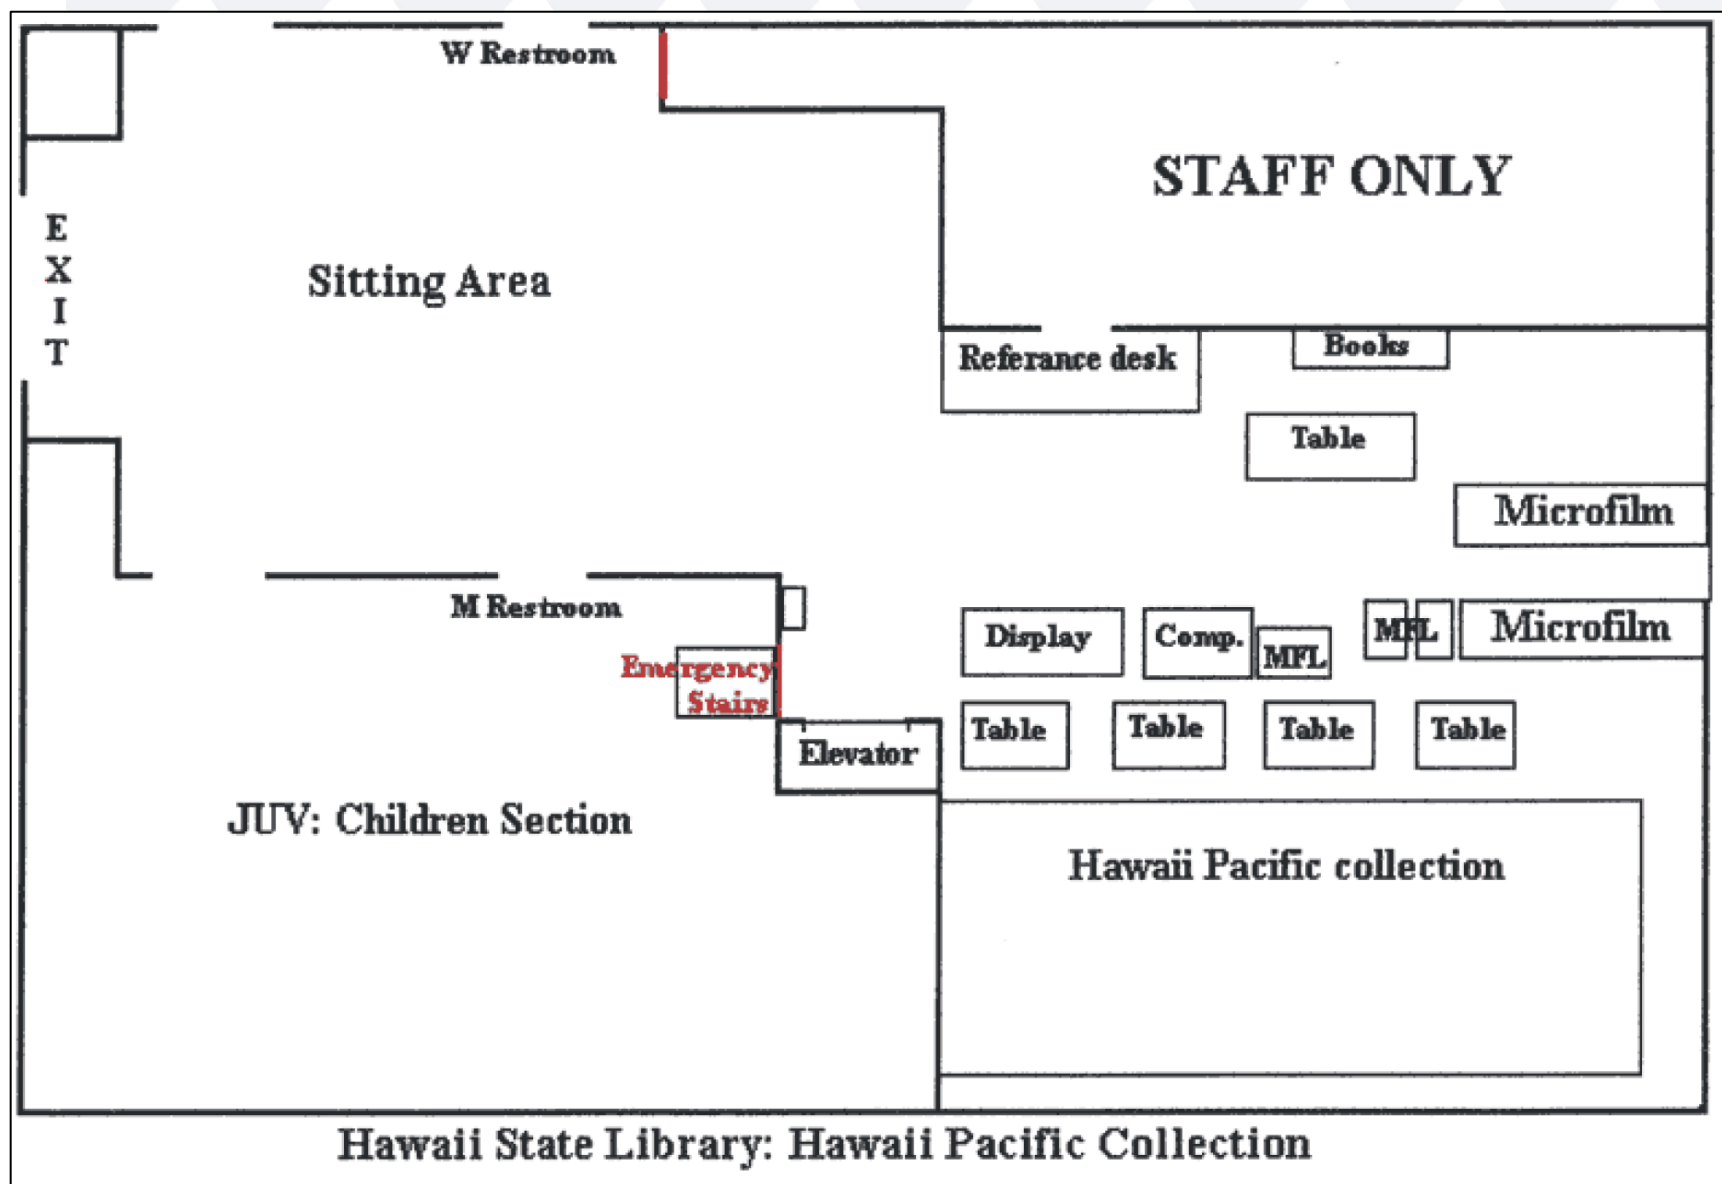 W Restroom
STAFF ONLY
E
X
I
T
Sitting Area
Referance desk
Books
Table
Microfilm
M Restroom
Display
Comp.
MFL
MFL
Microfilm
Emergency
Stairs
Table
Table
Table
Table
Elevator
JUV: Children Section
Hawaii Pacific collection
Hawaii State Library: Hawaii Pacific Collection